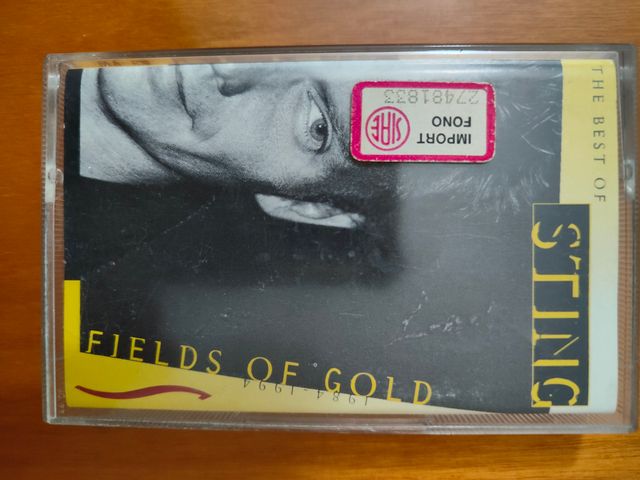 THE BEST OF
STING
FIELDS OF GOLD
1984-1994
IMPORT
FONO
SIAE
27481833